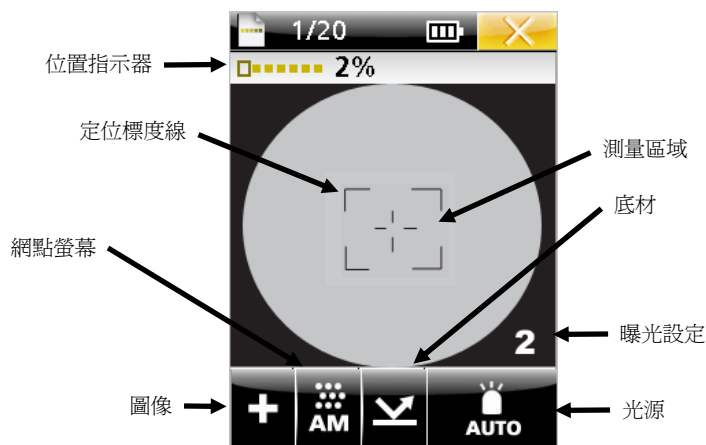 1/20
位置指示器
2%
定位標度線
測量區域
底材
網點螢幕
2
曝光設定
圖像
AM
AUTO
光源